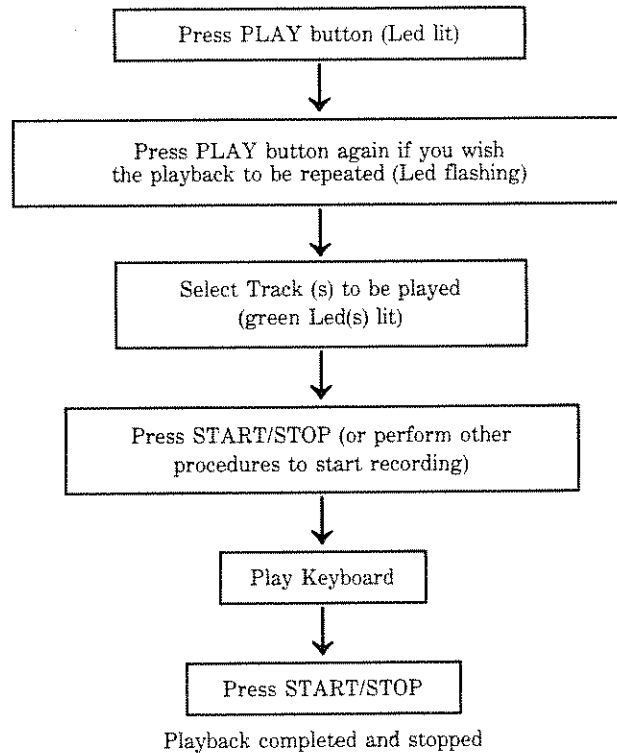 Press PLAY button (Led lit)
Press PLAY button again if you wish
the playback to be repeated (Led flashing)
Select Track (s) to be played
(green Led(s) lit)
Press START/STOP (or perform other
procedures to start recording)
Play Keyboard
Press START/STOP
Playback completed and stopped